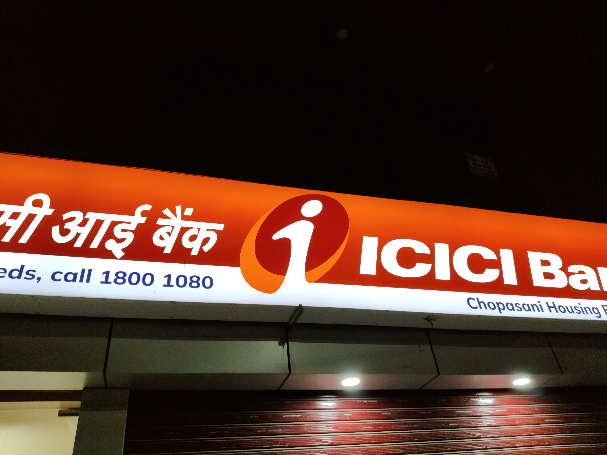 सी आई बैंक
ICICI Ba
eds, call 1800 1080
Chopasani Housing